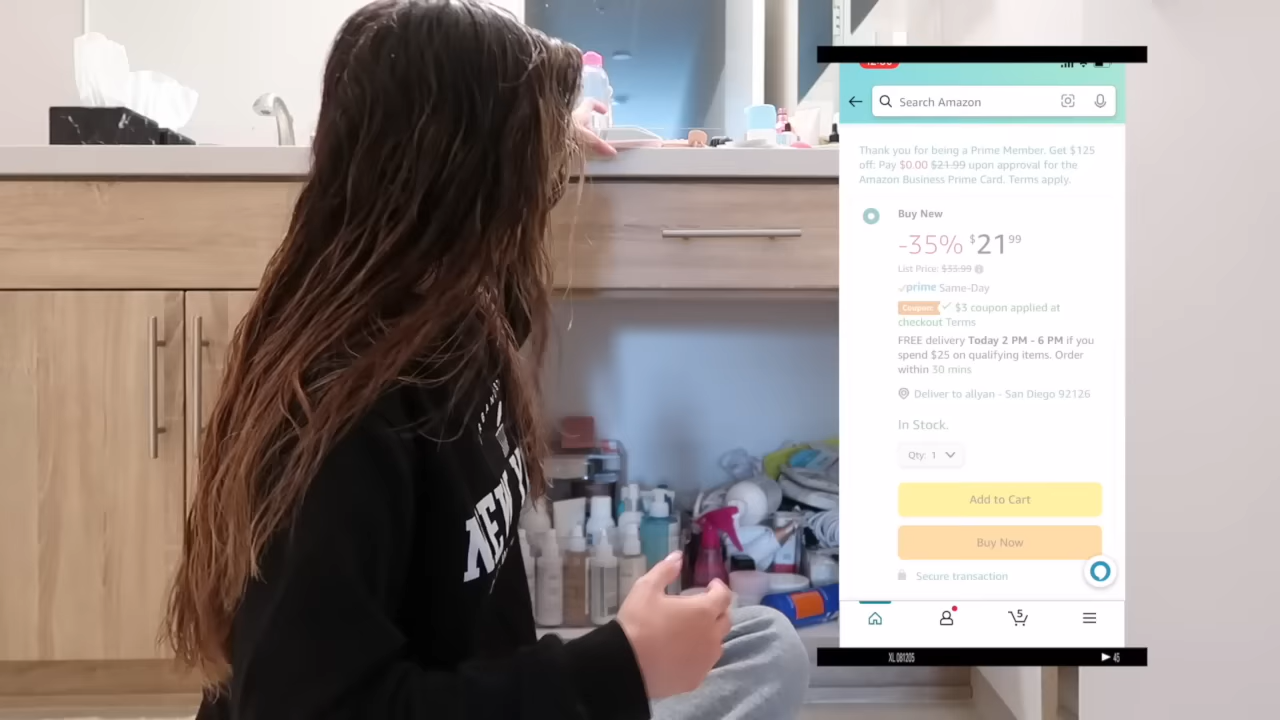 NEW Y
Search Amazon
Thank you for being a Prime Member. Get $125
off: Pay $0.00 $21.99 upon approval for the
Amazon Business Prime Card. Terms apply.
Buy New
-35% $21 99
List Price: $33.99
prime Same-Day
Coupon $3 coupon applied at
checkout Terms
FREE delivery Today 2 PM - 6 PM if you
spend $25 on qualifying items. Order
within 30 mins
Deliver to allyan - San Diego 92126
In Stock.
Qty: 1
Add to Cart
Buy Now
Secure transaction
5
XL 081205
45